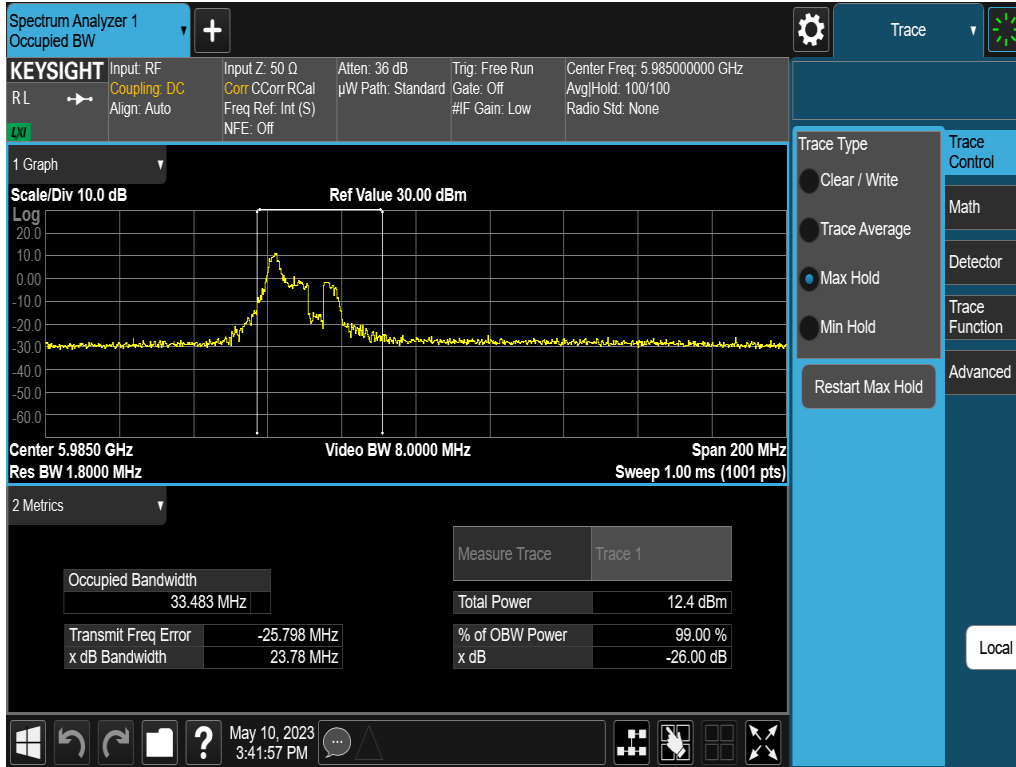 Spectrum Analyzer 1
Occupied BW
+
Trace
KEYSIGHT
R L
LXI
Input: RF
Coupling: DC
Align: Auto
Input Z: 50 Ω
Corr CCorr RCal
Freq Ref: Int (S)
NFE: Off
Atten: 36 dB
µW Path: Standard
Trig: Free Run
Gate: Off
#IF Gain: Low
Center Freq: 5.985000000 GHz
Avg|Hold: 100/100
Radio Std: None
1 Graph
Scale/Div 10.0 dB
Ref Value 30.00 dBm
Log
20.0
10.0
0.00
-10.0
-20.0
-30.0
-40.0
-50.0
-60.0
Center 5.9850 GHz
Video BW 8.0000 MHz
Span 200 MHz
Res BW 1.8000 MHz
Sweep 1.00 ms (1001 pts)
2 Metrics
Measure Trace
Trace 1
Occupied Bandwidth
33.483 MHz
Total Power
12.4 dBm
Transmit Freq Error
-25.798 MHz
% of OBW Power
99.00 %
x dB Bandwidth
23.78 MHz
x dB
-26.00 dB
Trace Type
Clear / Write
Trace Average
Max Hold
Min Hold
Restart Max Hold
Trace
Control
Math
Detector
Trace
Function
Advanced
Local
?
May 10, 2023
3:41:57 PM